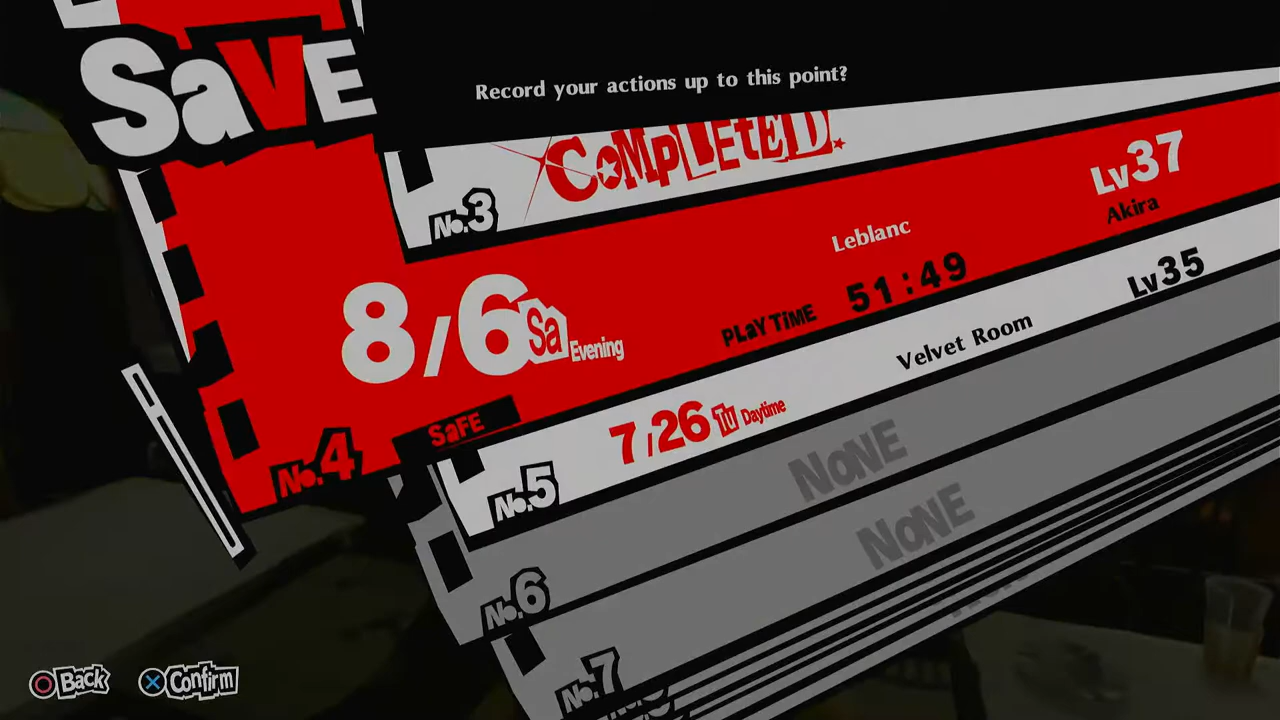 SaVE
Record your actions up to this point?
COMPLEtED.
No.3
Lv37
Akira
Leblanc
PLaY TiME 51:49
8/6 Sa Evening
SaFE
No.4
Lv35
Velvet Room
7/26 Tu Daytime
No.5
NoNE
No.6
NoNE
No.7
Back
Confirm